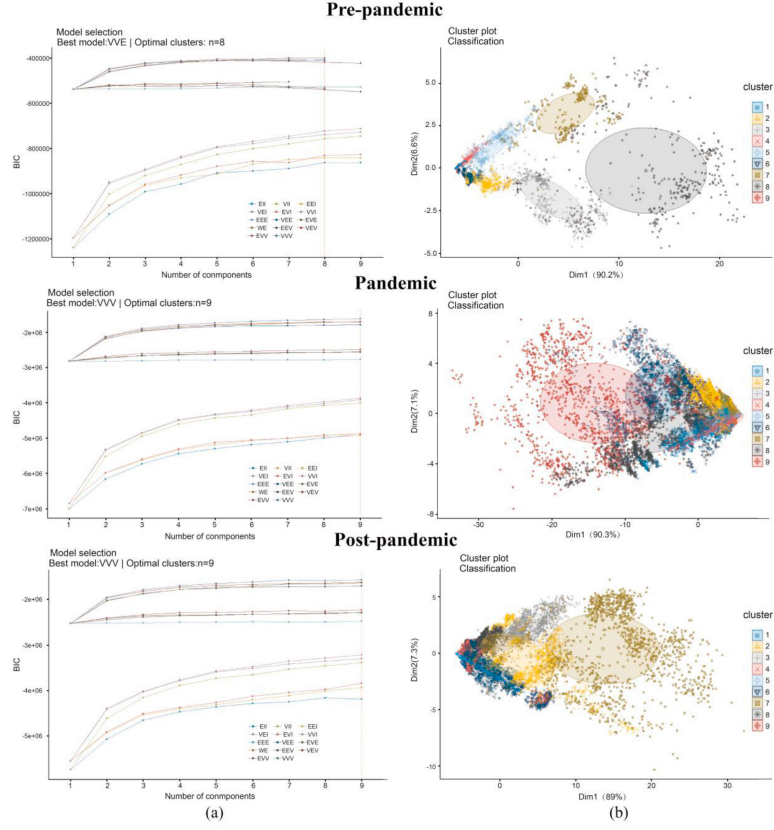 Pre-pandemic
Model selection
Best model:VVE | Optimal clusters: n=8
-400000
-600000
-800000
-1000000
-1200000
BIC
EII VII EEI
VEI EVI VVI
EEE VEE EVE
WE EEV VEV
EVV VVV
1 2 3 4 5 6 7 8 9
Number of cmponents
Cluster plot
Classification
5.0
2.5
0.0
-2.5
-5.0
Dim2(6.6%)
0 10 20
Dim1 (90.2%)
cluster
1
2
3
4
5
6
7
8
9
Pandemic
Model selection
Best model:VVV | Optimal clusters:n=9
-2e+06
-3e+06
-4e+06
-5e+06
-6e+06
-7e+06
BIC
EII VII EEI
VEI EVI VVI
EEE VEE EVE
WE EEV VEV
EVV VVV
1 2 3 4 5 6 7 8 9
Number of cmponents
Cluster plot
Classification
8
4
0
-4
-8
Dim2(7.1%)
-30 -20 -10 0
Dim1 (90.3%)
cluster
1
2
3
4
5
6
7
8
9
Post-pandemic
Model selection
Best model:VVV | Optimal clusters:n=9
-2e+06
-3e+06
-4e+06
-5e+06
BIC
EII VII EEI
VEI EVI VVI
EEE VEE EVE
WE EEV VEV
EVV VVV
1 2 3 4 5 6 7 8 9
Number of cmponents
(a)
Cluster plot
Classification
5
0
-5
-10
Dim2(7.3%)
0 10 20 30
Dim1 (89%)
cluster
1
2
3
4
5
6
7
8
9
(b)